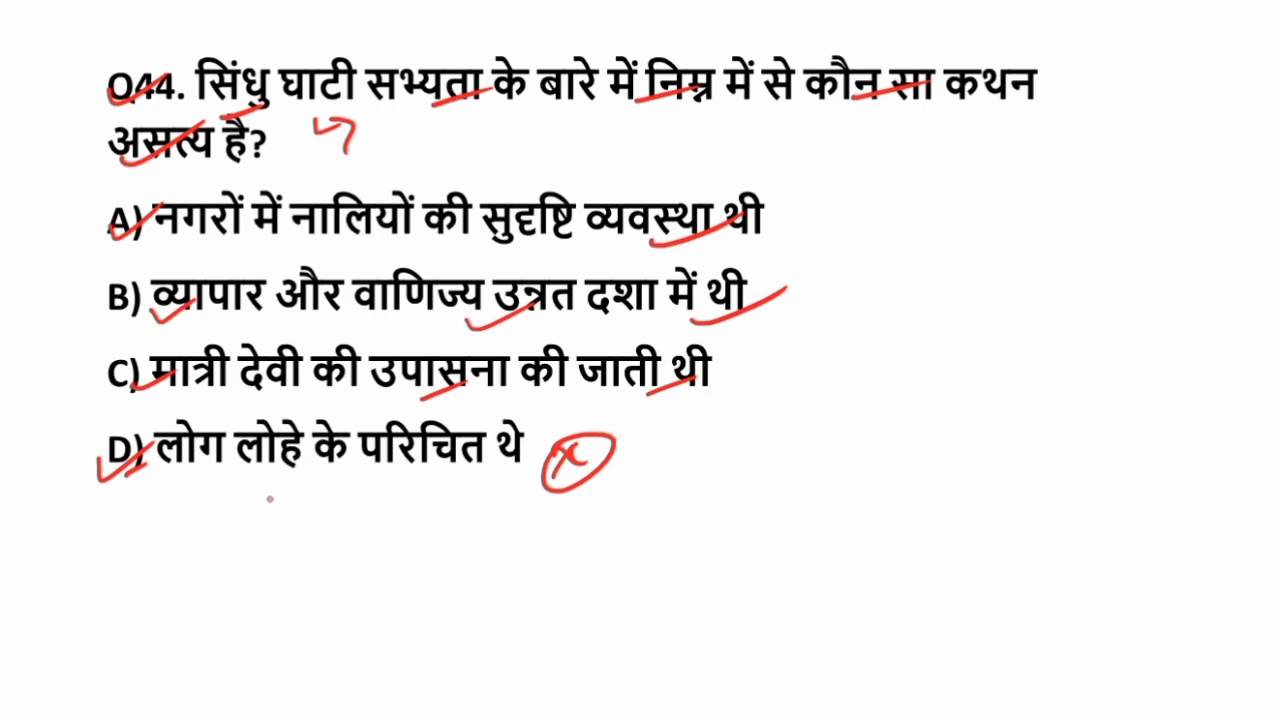 Q44. सिंधु घाटी सभ्यता के बारे में निम्न में से कौन सा कथन
असत्य है?
A) नगरों में नालियों की सुदृष्टि व्यवस्था थी
B) व्यापार और वाणिज्य उन्नत दशा में थी
C) मात्री देवी की उपासना की जाती थी
D) लोग लोहे के परिचित थे